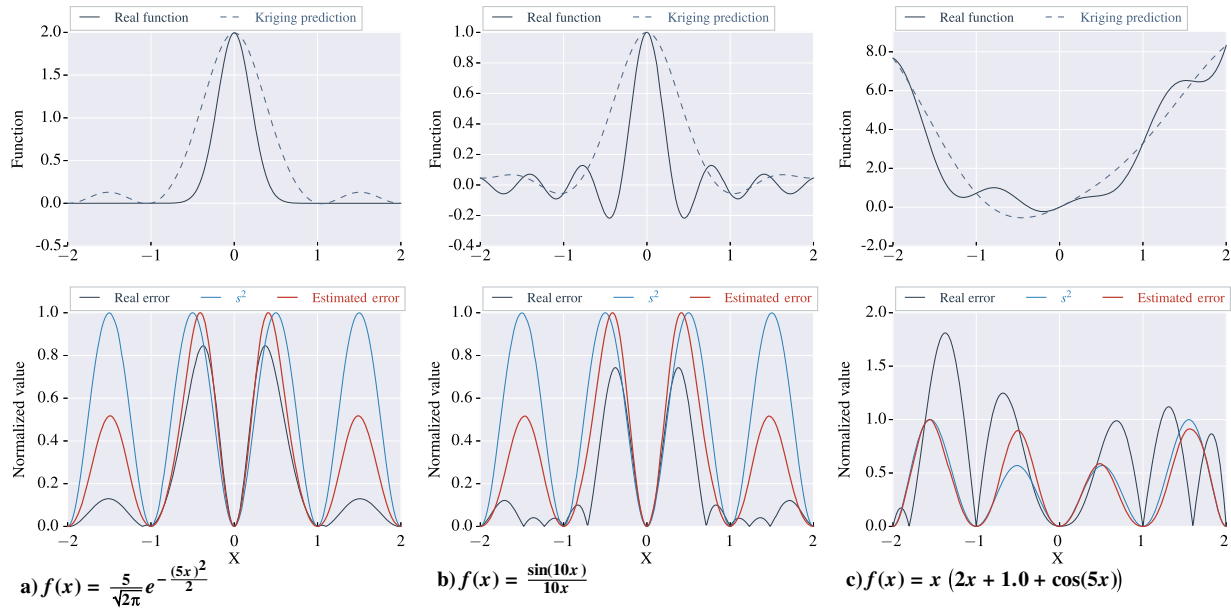 Real function Kriging prediction
Function
2.0
1.5
1.0
0.5
0.0
-0.5
−2 −1 0 1 2
Real function Kriging prediction
Function
1.0
0.8
0.6
0.4
0.2
0.0
-0.2
-0.4
−2 −1 0 1 2
Real function Kriging prediction
Function
8.0
6.0
4.0
2.0
0.0
-2.0
−2 −1 0 1 2
Real error s² Estimated error
Normalized value
1.0
0.8
0.6
0.4
0.2
0.0
−2 −1 0 1 2
X
Real error s² Estimated error
Normalized value
1.0
0.8
0.6
0.4
0.2
0.0
−2 −1 0 1 2
X
Real error s² Estimated error
Normalized value
2.0
1.5
1.0
0.5
0.0
−2 −1 0 1 2
X
a) f(x) = 5/√2π e^−(5x)²/2
b) f(x) = sin(10x)/10x
c) f(x) = x (2x + 1.0 + cos(5x))